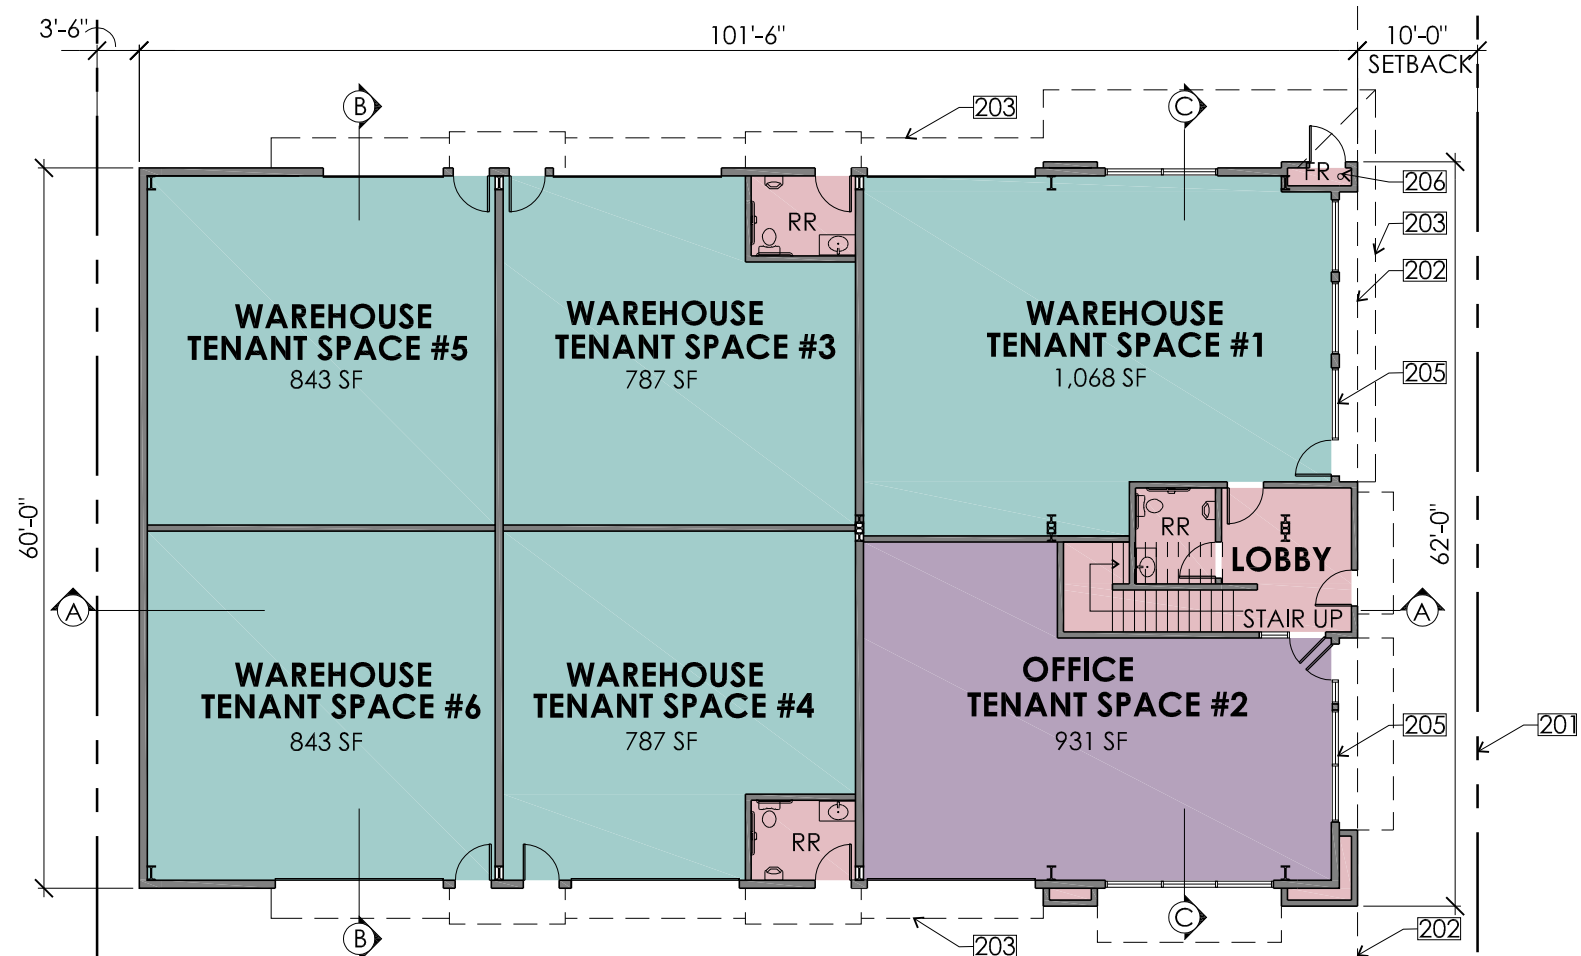 3'-6"
101'-6"
10'-0"
SETBACK
B
203
C
FR
206
RR
203
202
WAREHOUSE
TENANT SPACE #5
843 SF
WAREHOUSE
TENANT SPACE #3
787 SF
WAREHOUSE
TENANT SPACE #1
1,068 SF
205
60'-0"
RR
LOBBY
62'-0"
A
STAIR UP
A
WAREHOUSE
TENANT SPACE #6
843 SF
WAREHOUSE
TENANT SPACE #4
787 SF
OFFICE
TENANT SPACE #2
931 SF
205
201
RR
B
203
C
202